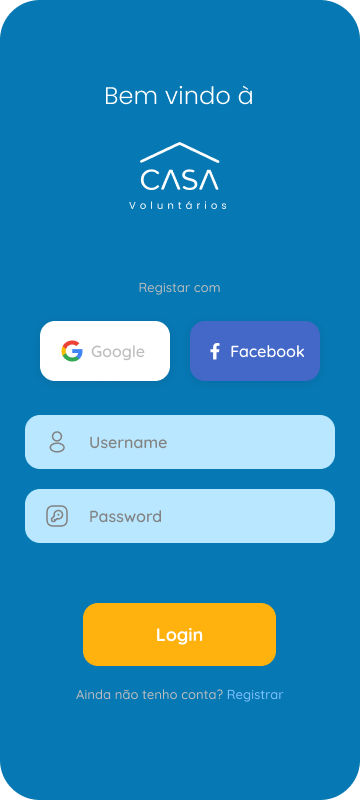 Bem vindo à
CASA
Voluntários
Registar com
Google
Facebook
Username
Password
Login
Ainda não tenho conta? Registrar